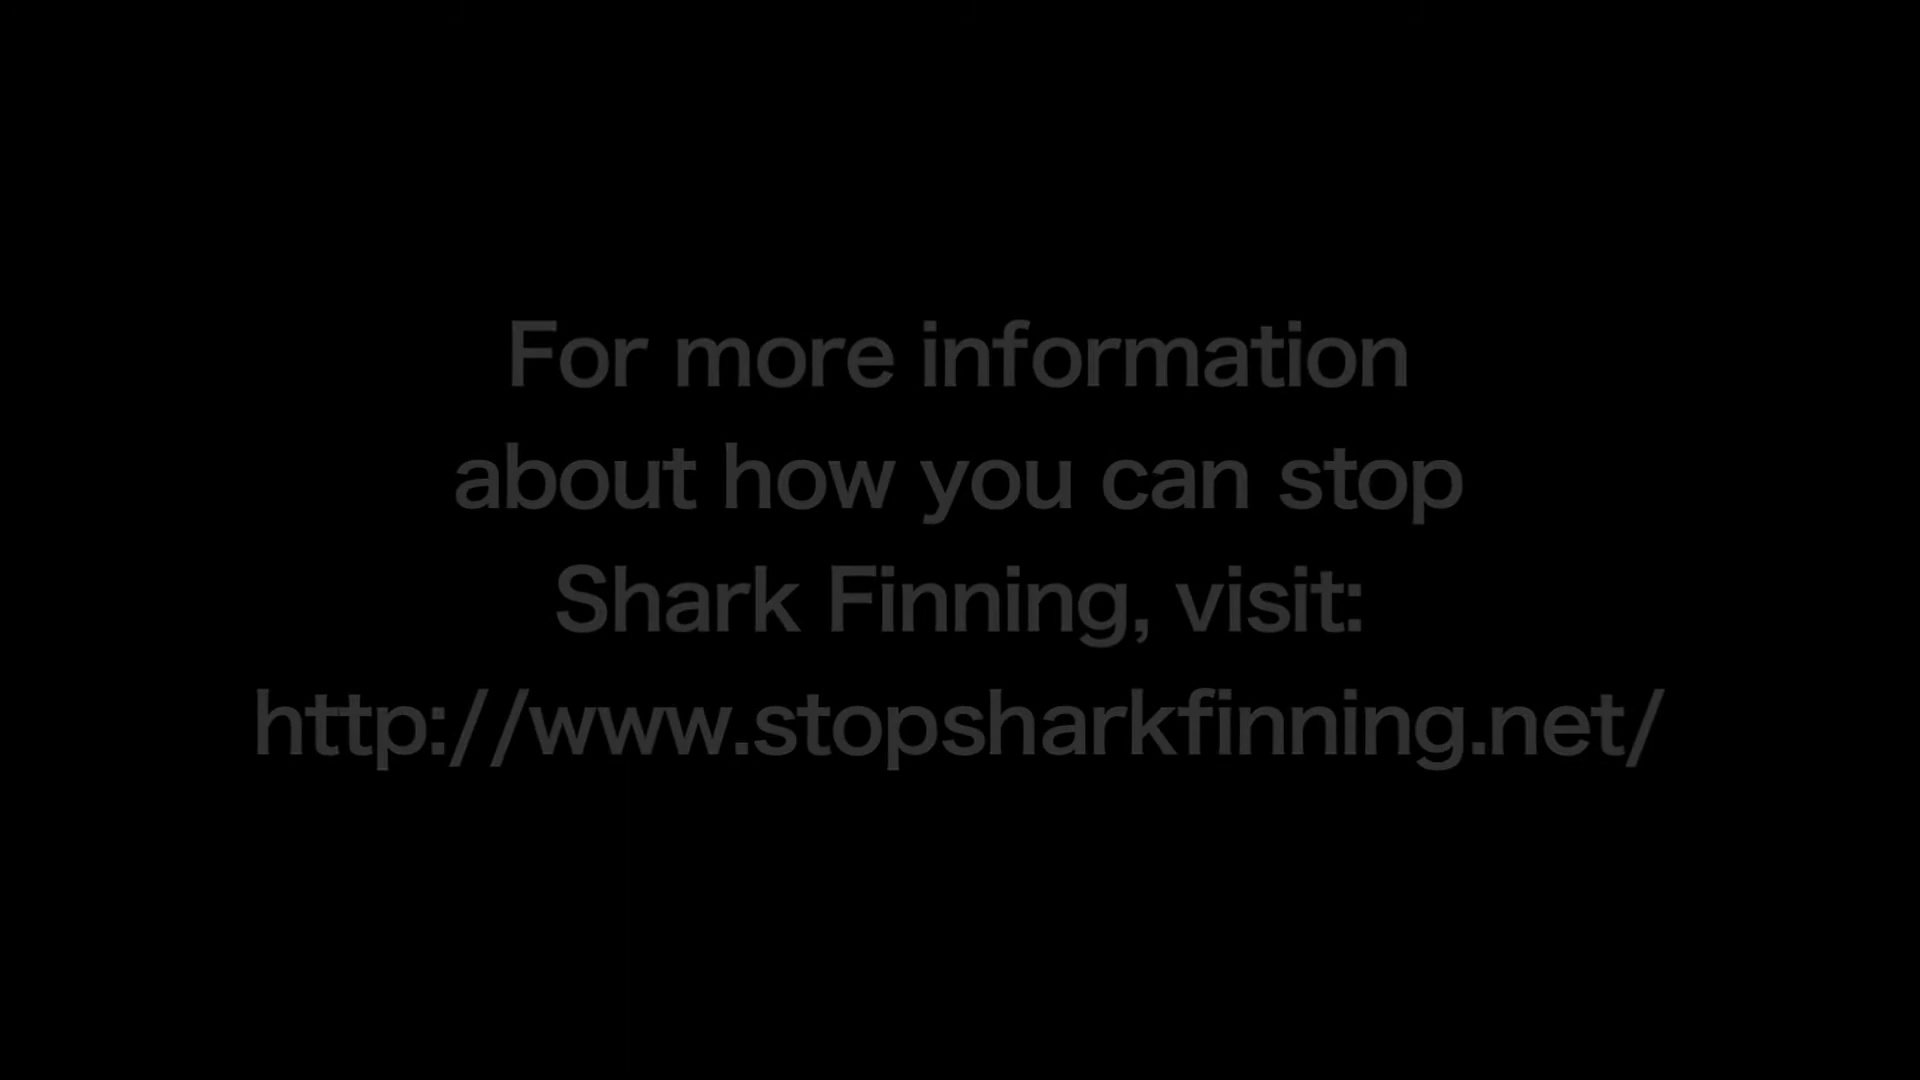 For more information
about how you can stop
Shark Finning, visit:
http://www.stopsharkfinning.net/